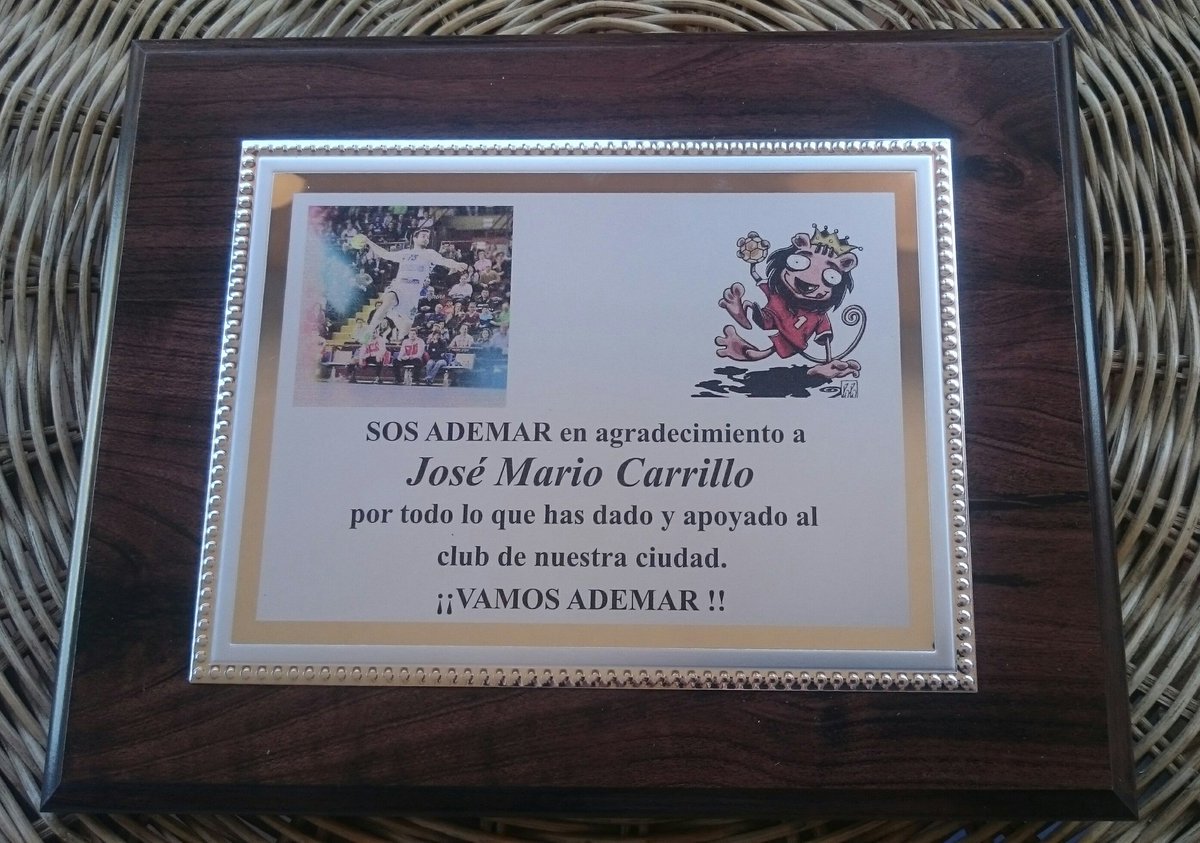 SOS ADEMAR en agradecimiento a
José Mario Carrillo
por todo lo que has dado y apoyado al
club de nuestra ciudad.
¡¡VAMOS ADEMAR !!